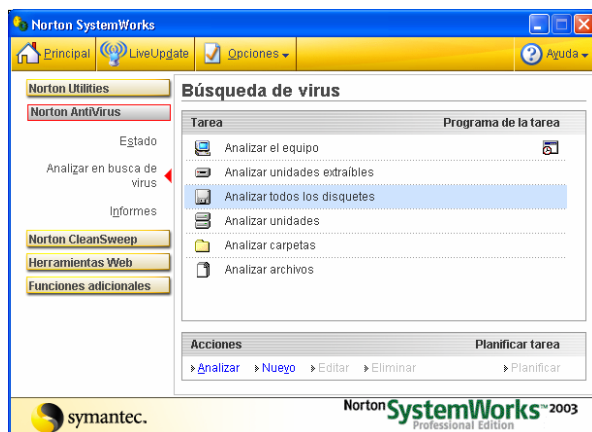 Norton SystemWorks
Principal LiveUpdate Opciones Ayuda
Norton Utilities
Norton AntiVirus
Estado
Analizar en busca de
virus
Informes
Norton CleanSweep
Herramientas Web
Funciones adicionales
Búsqueda de virus
Tarea Programa de la tarea
Analizar el equipo
Analizar unidades extraíbles
Analizar todos los disquetes
Analizar unidades
Analizar carpetas
Analizar archivos
Acciones Planificar tarea
Analizar Nuevo Editar Eliminar Planificar
symantec.
Norton SystemWorks™ 2003
Professional Edition